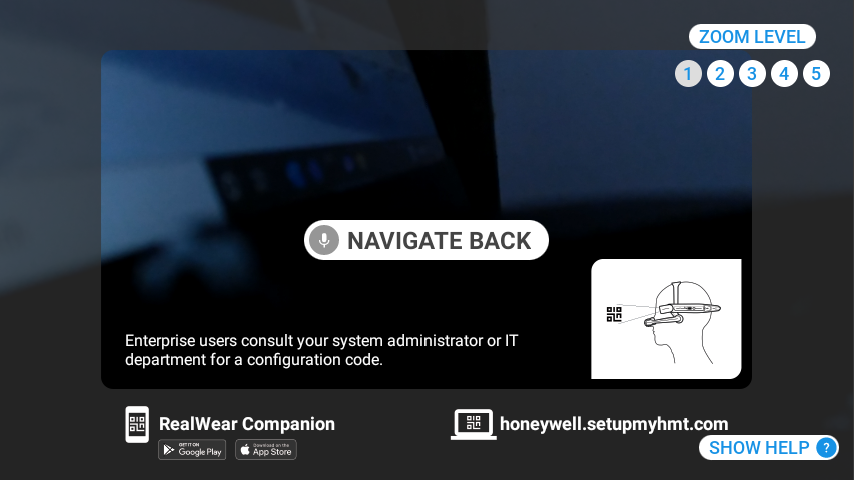 ZOOM LEVEL
1 2 3 4 5
NAVIGATE BACK
Enterprise users consult your system administrator or IT
department for a configuration code.
RealWear Companion
GET IT ON
Google Play
Download on the
App Store
honeywell.setupmyhmt.com
SHOW HELP ?